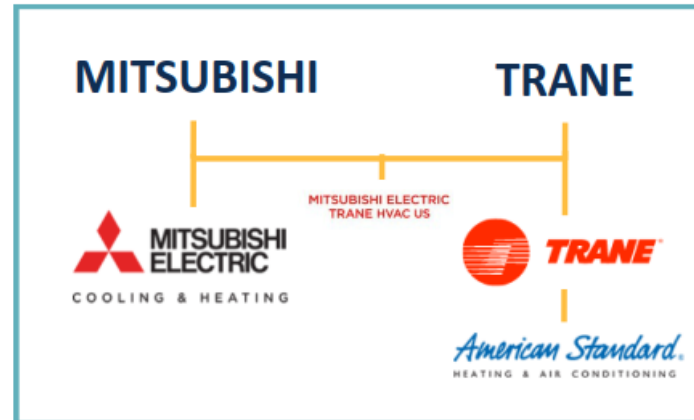 MITSUBISHI
TRANE
MITSUBISHI ELECTRIC
TRANE HVAC US
MITSUBISHI
ELECTRIC
COOLING & HEATING
TRANE®
American Standard®
HEATING & AIR CONDITIONING